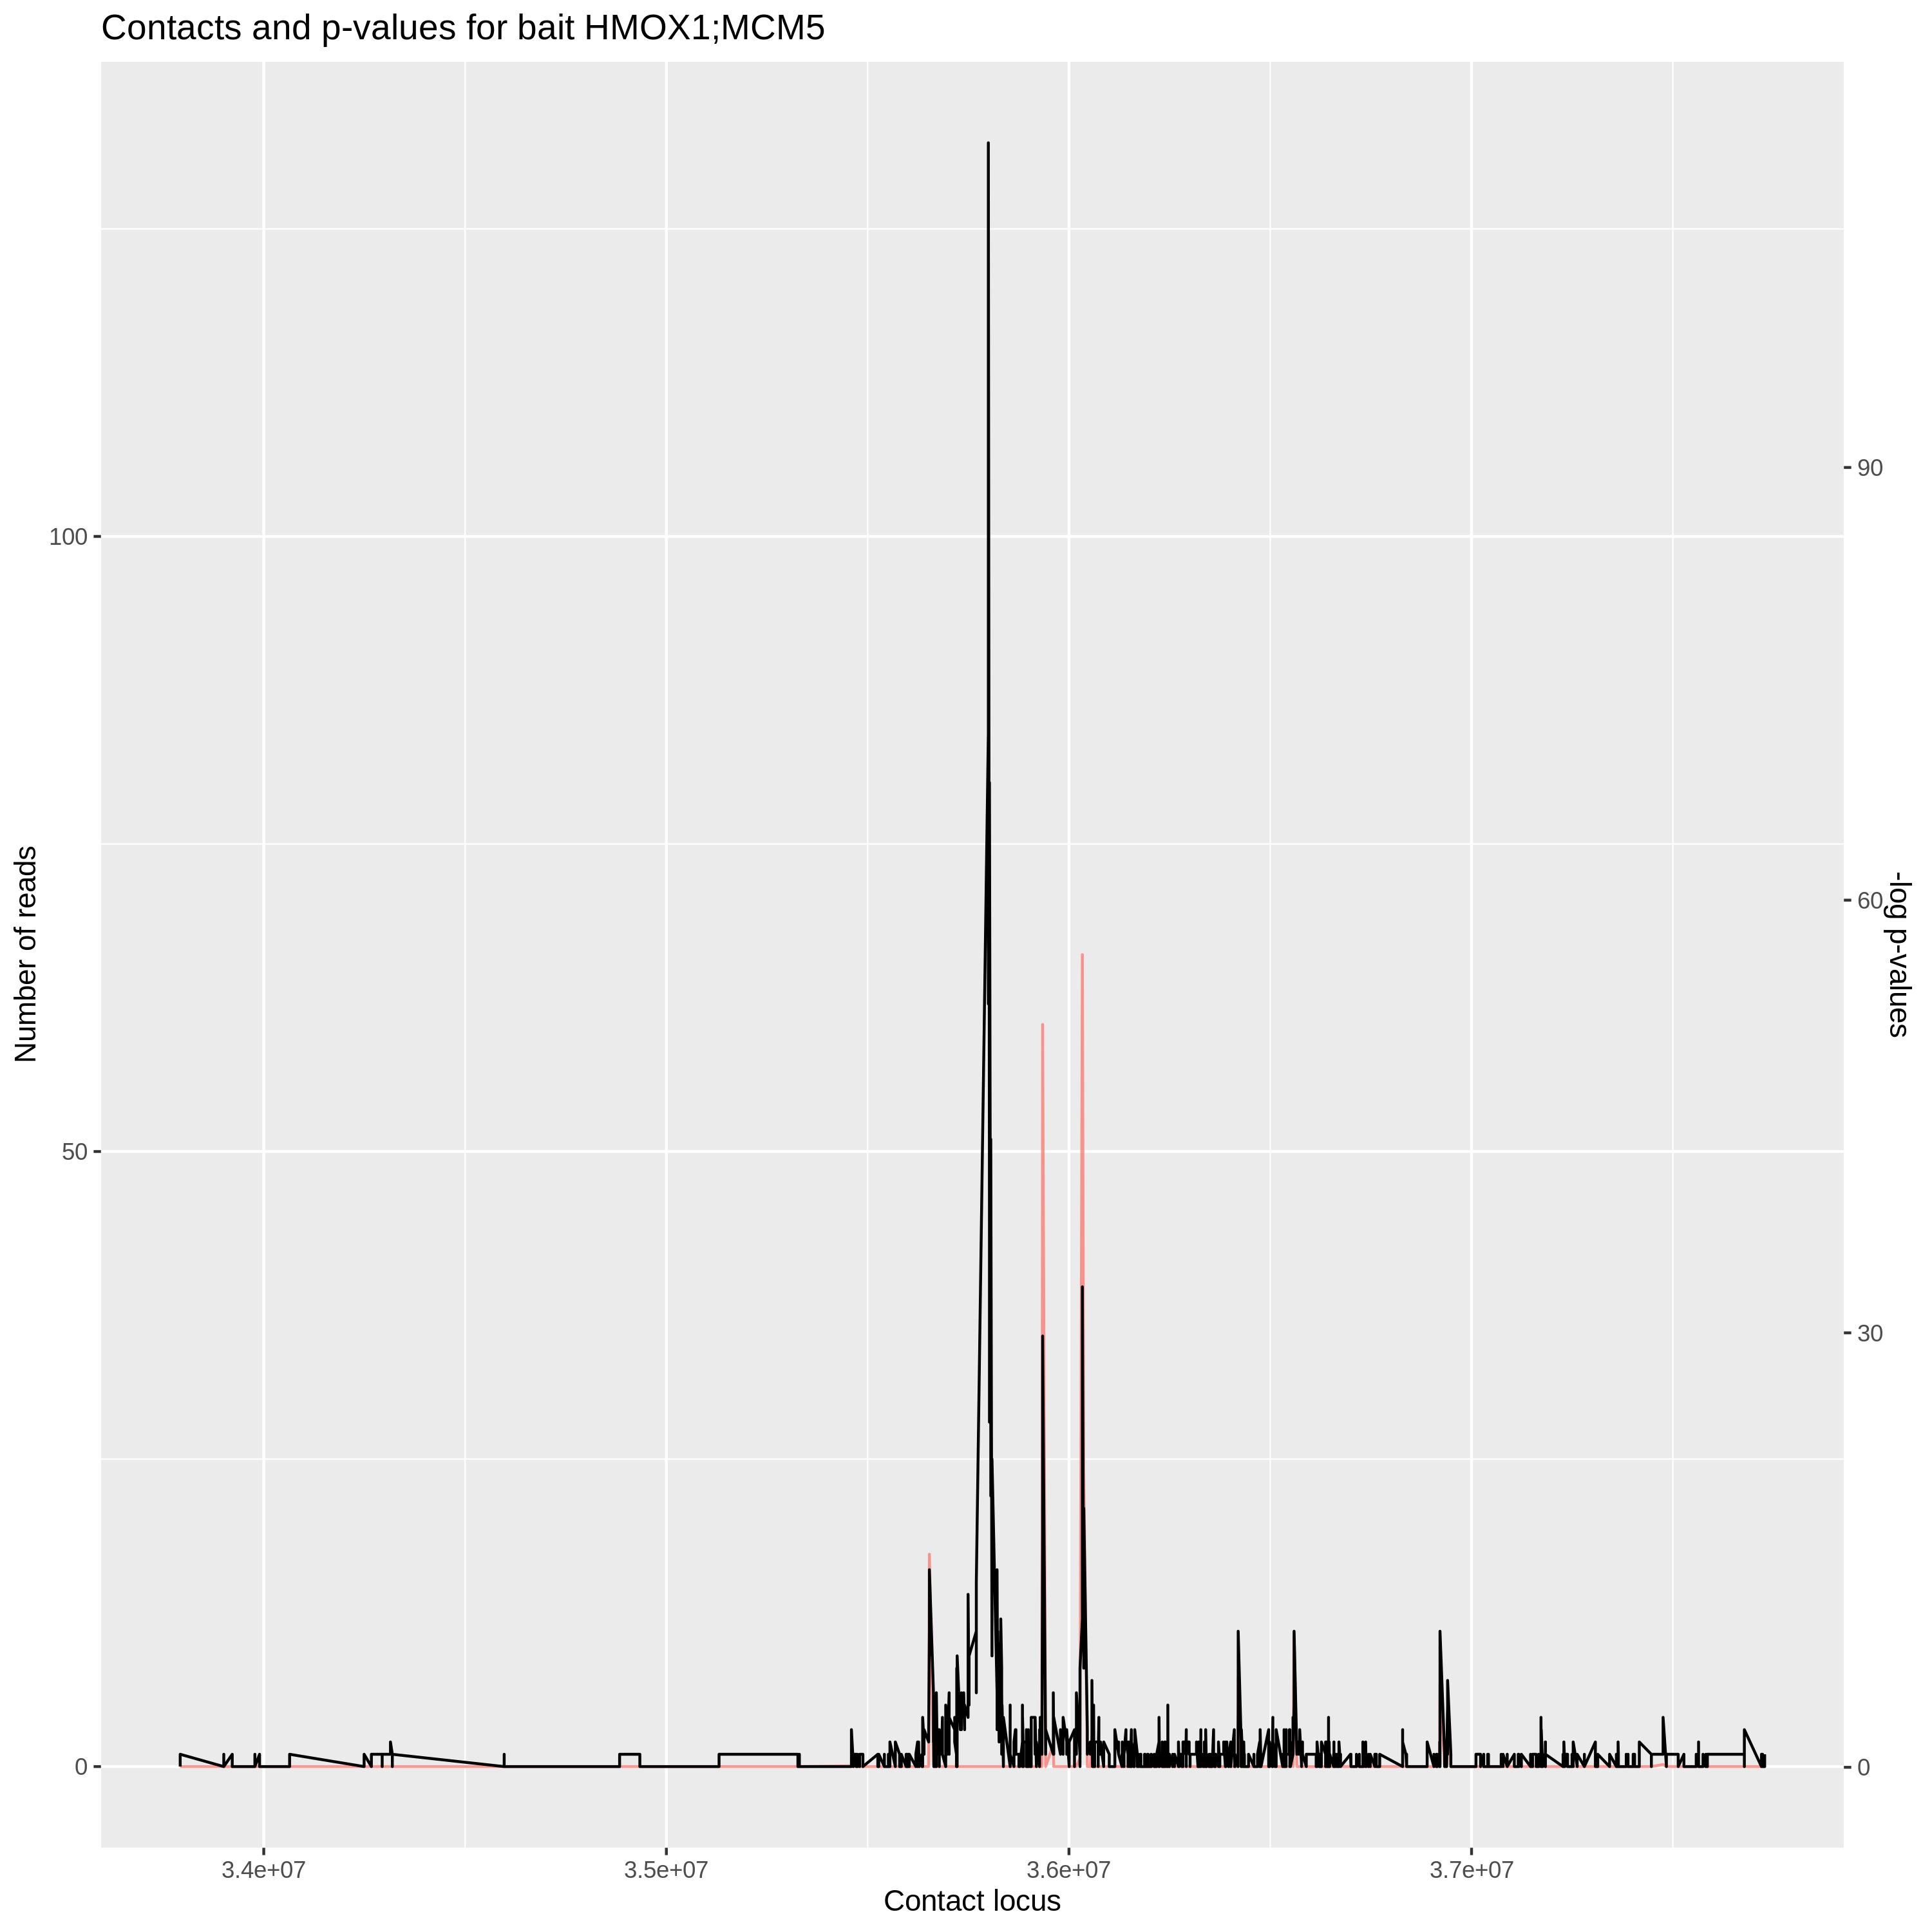 Contacts and p-values for bait HMOX1;MCM5
Number of reads
100
50
0
90
60
30
0
-log p-values
3.4e+07
3.5e+07
3.6e+07
3.7e+07
Contact locus